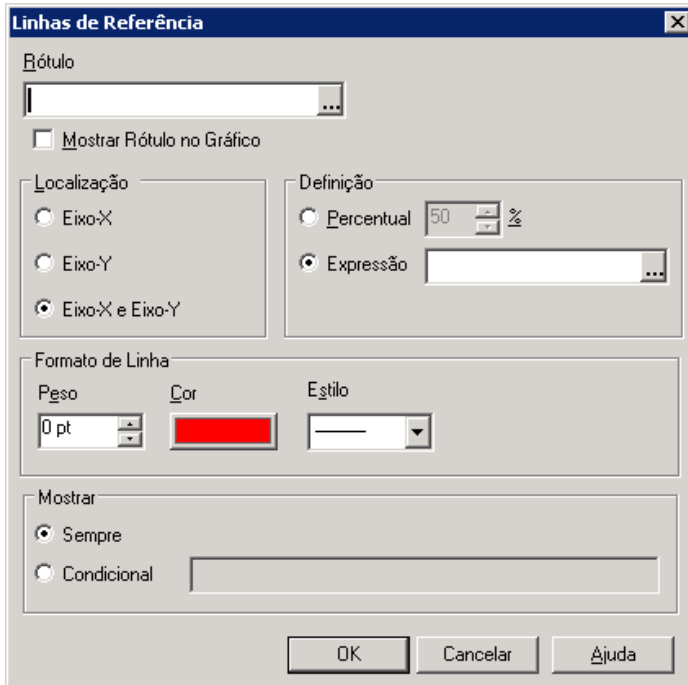 Linhas de Referência
Rótulo
...
Mostrar Rótulo no Gráfico
Localização
Eixo-X
Eixo-Y
Eixo-X e Eixo-Y
Definição
Percentual 50 %
Expressão ...
Formato de Linha
Peso Cor Estilo
0 pt
Mostrar
Sempre
Condicional
OK Cancelar Ajuda